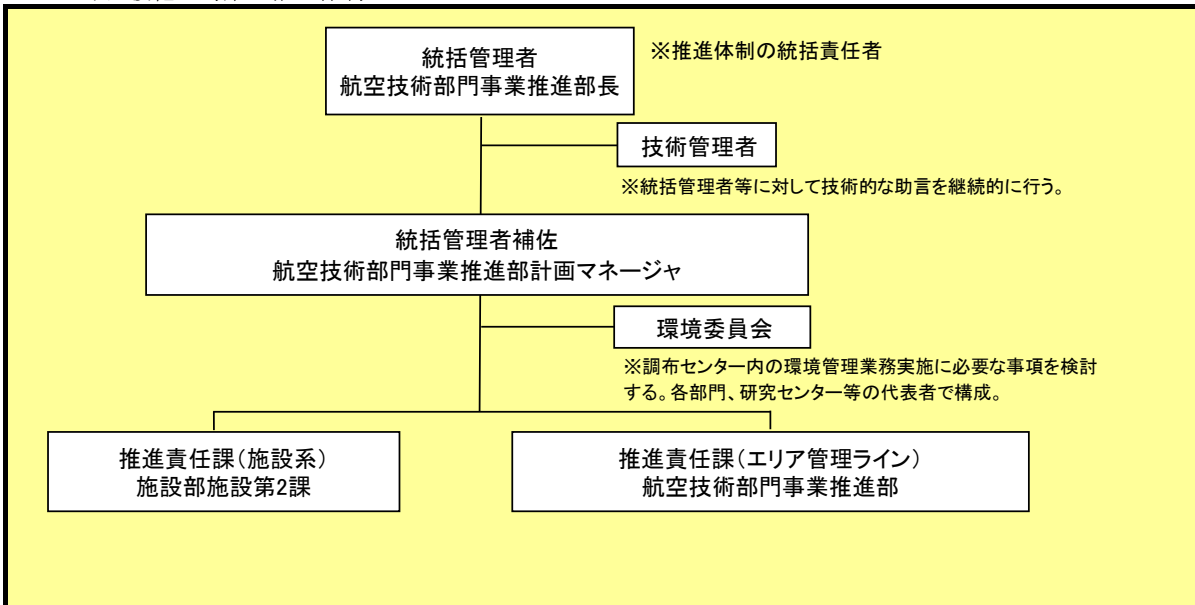 統括管理者
航空技術部門事業推進部長
※推進体制の統括責任者
技術管理者
※統括管理者等に対して技術的な助言を継続的に行う。
統括管理者補佐
航空技術部門事業推進部計画マネージャ
環境委員会
※調布センター内の環境管理業務実施に必要な事項を検討
する。各部門、研究センター等の代表者で構成。
推進責任課(施設系)
施設部施設第2課
推進責任課(エリア管理ライン)
航空技術部門事業推進部